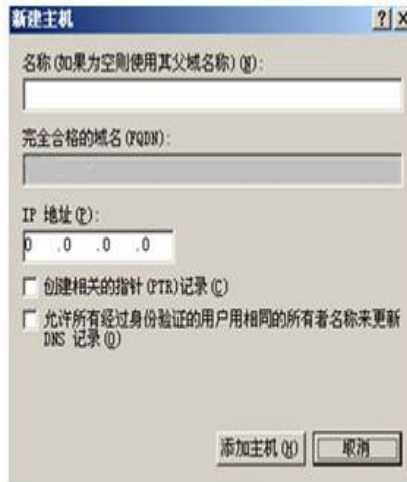 新建主机
名称(如果为空则使用其父域名称)(N):
完全合格的域名(FQDN):
IP 地址(P):
0 .0 .0 .0
创建相关的指针(PTR)记录(C)
允许所有经过身份验证的用户用相同的所有者名称来更新
DNS 记录(O)
添加主机(H) 取消